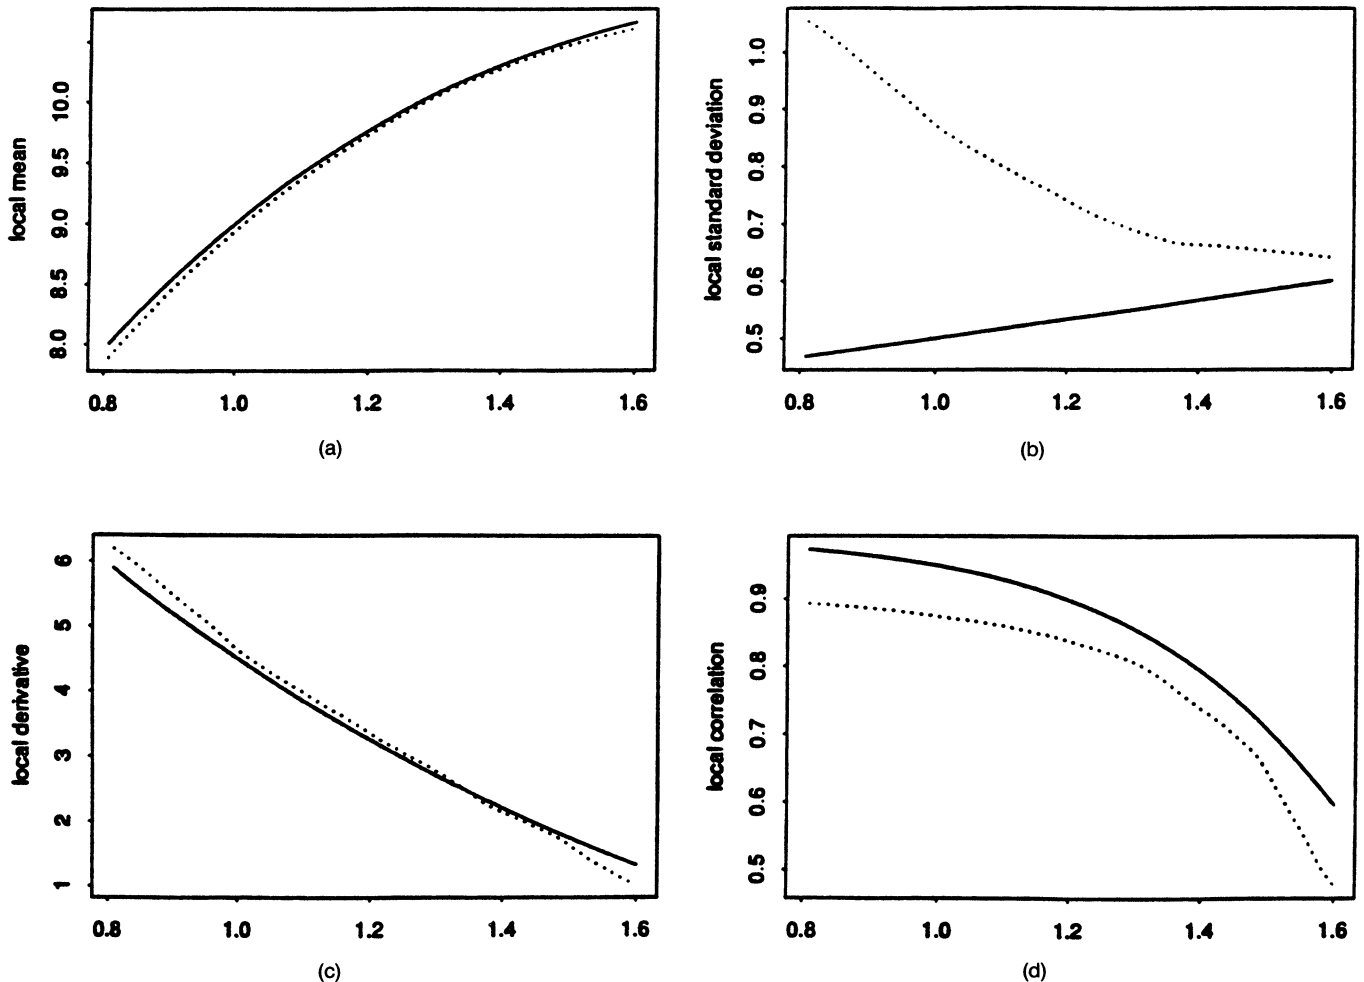 local mean
10.0
9.5
9.0
8.5
8.0
0.8 1.0 1.2 1.4 1.6
(a)
local standard deviation
1.0
0.9
0.8
0.7
0.6
0.5
0.8 1.0 1.2 1.4 1.6
(b)
local derivative
6
5
4
3
2
1
0.8 1.0 1.2 1.4 1.6
(c)
local correlation
0.9
0.8
0.7
0.6
0.5
0.8 1.0 1.2 1.4 1.6
(d)